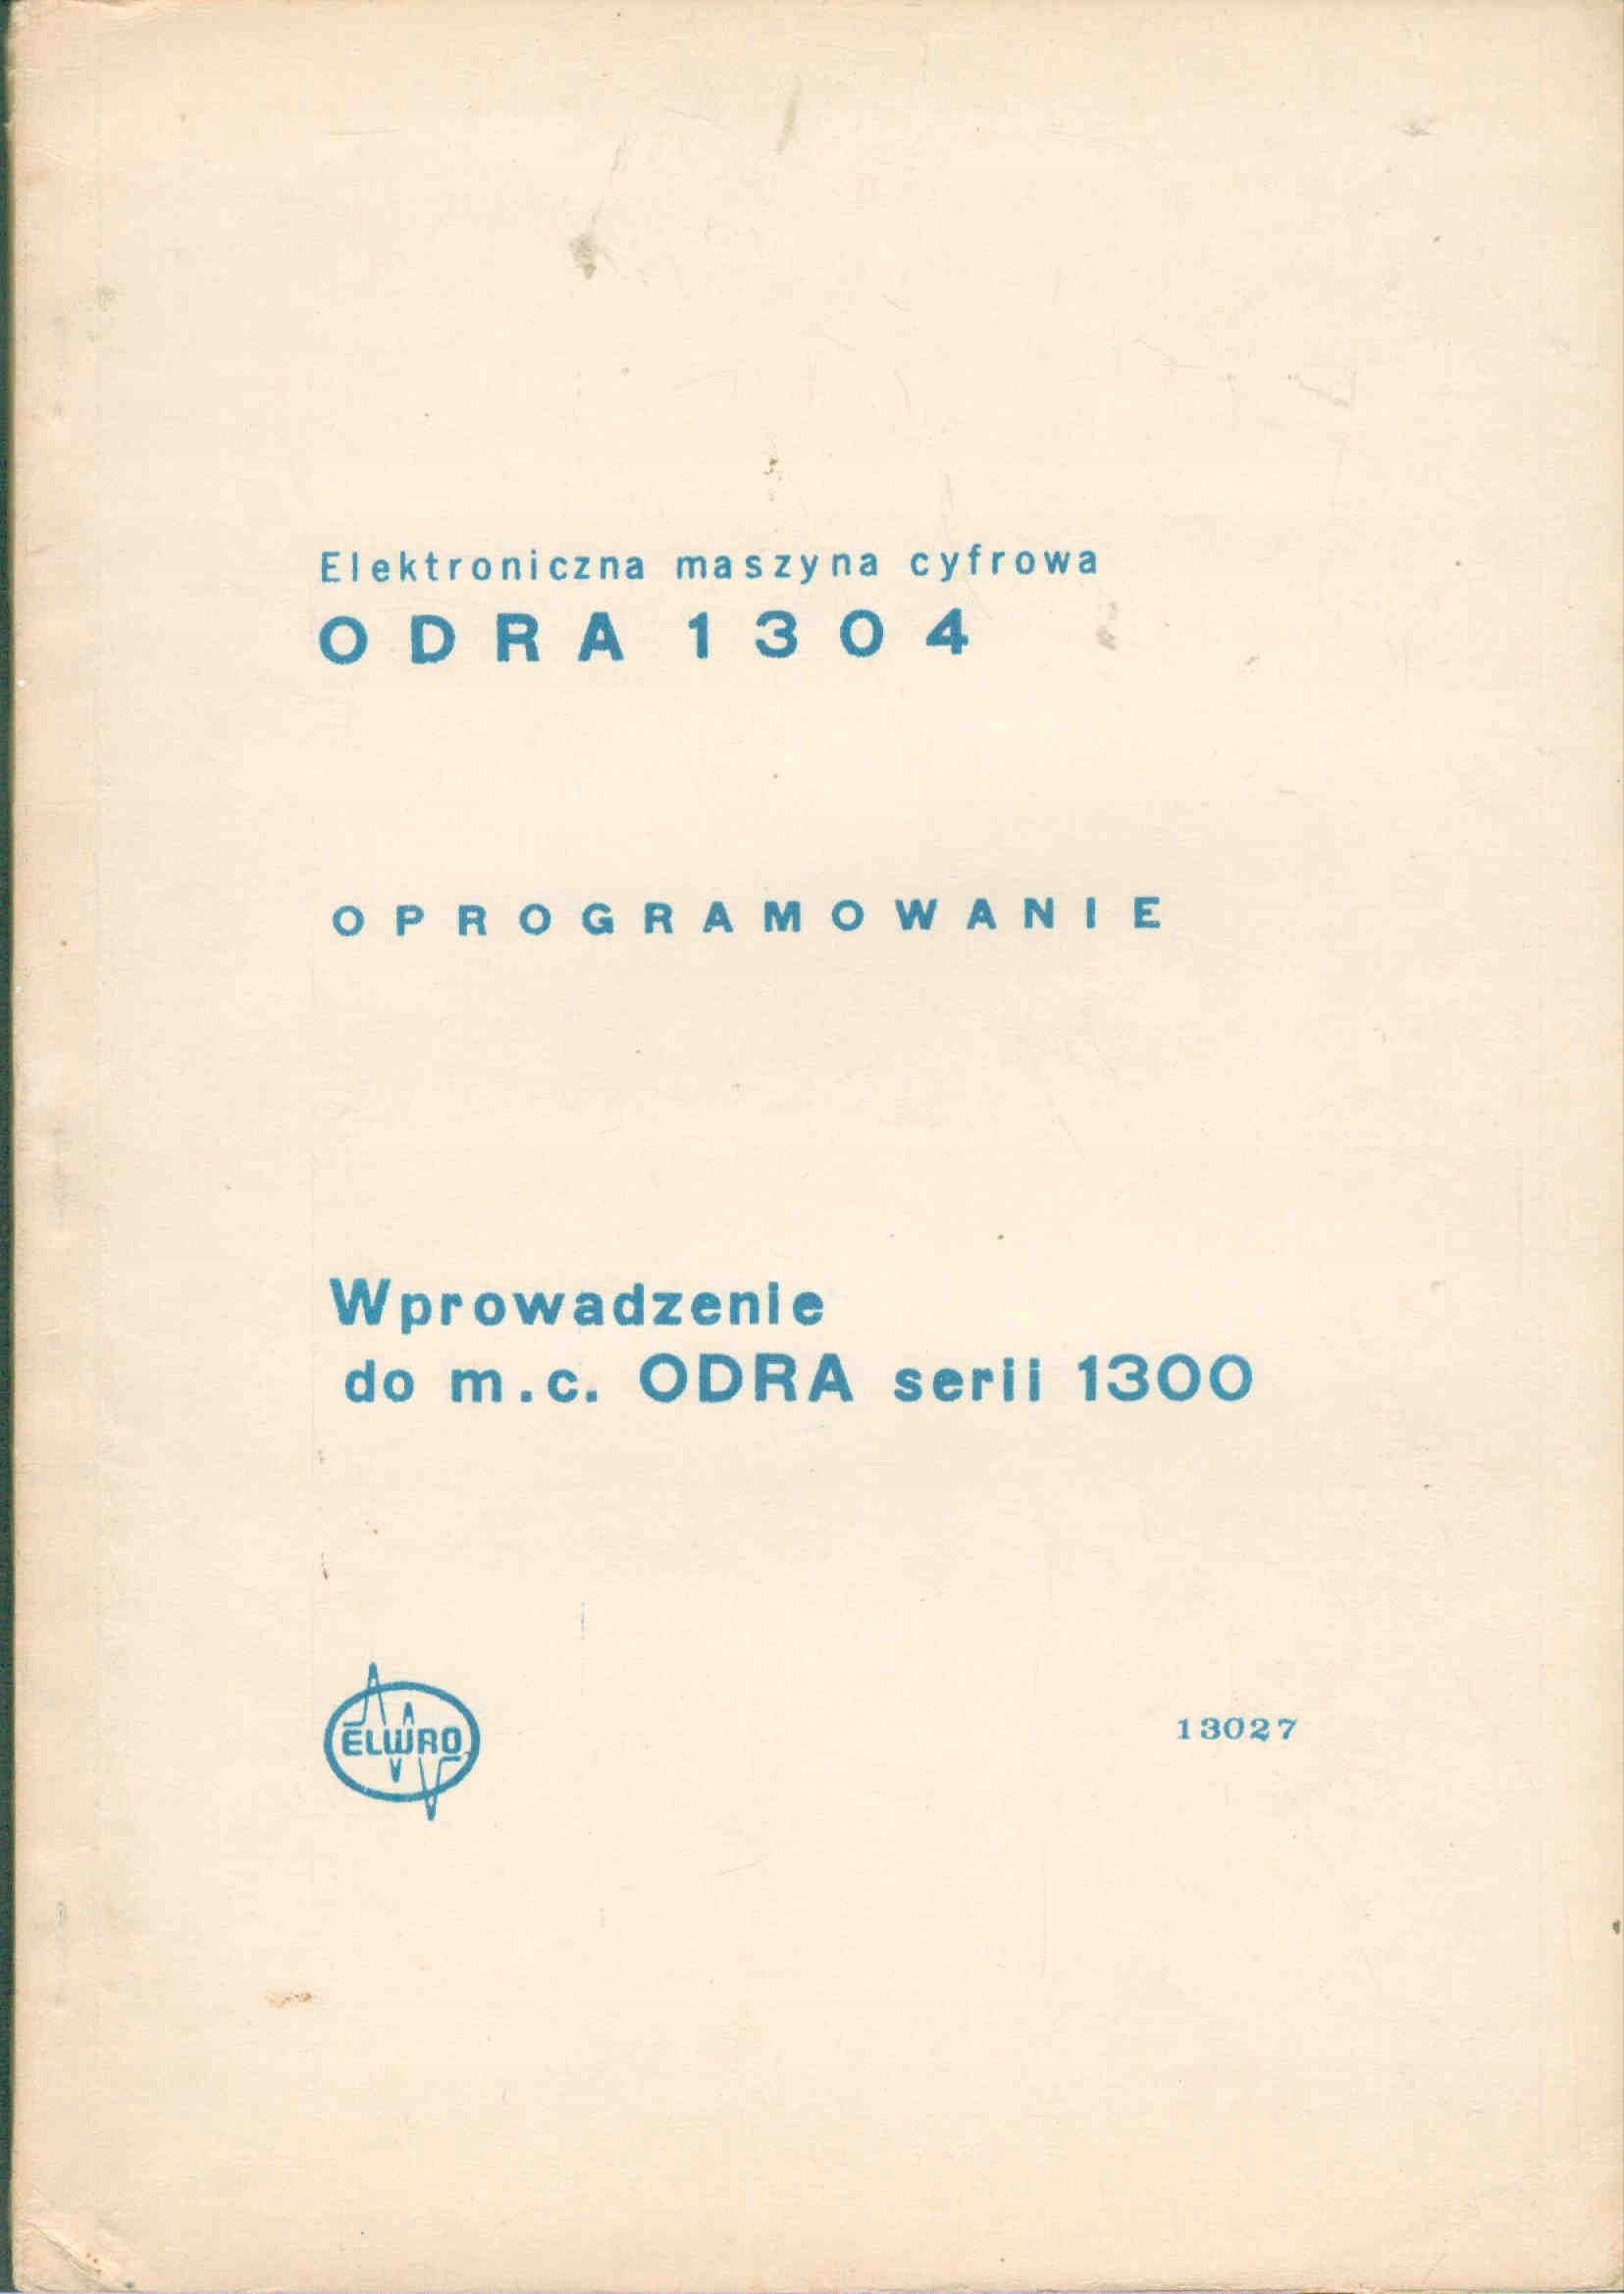 Elektroniczna maszyna cyfrowa
ODRA 1304
OPROGRAMOWANIE
Wprowadzenie
do m.c. ODRA serii 1300
ELWRO
13027